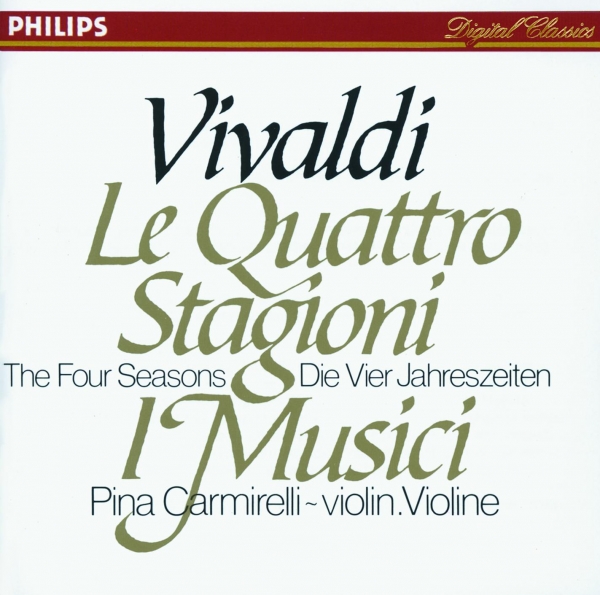 PHILIPS
Digital Classics
Vivaldi
Le Quattro
Stagioni
The Four Seasons Die Vier Jahreszeiten
I Musici
Pina Carmirelli~violin.Violine